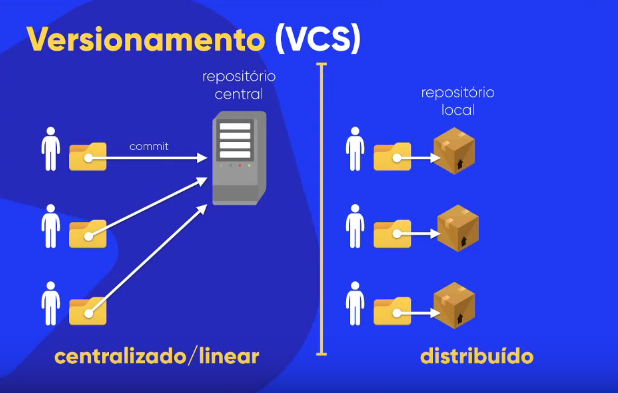 Versionamento (VCS)
repositório
central
commit
centralizado/linear
repositório
local
distribuído